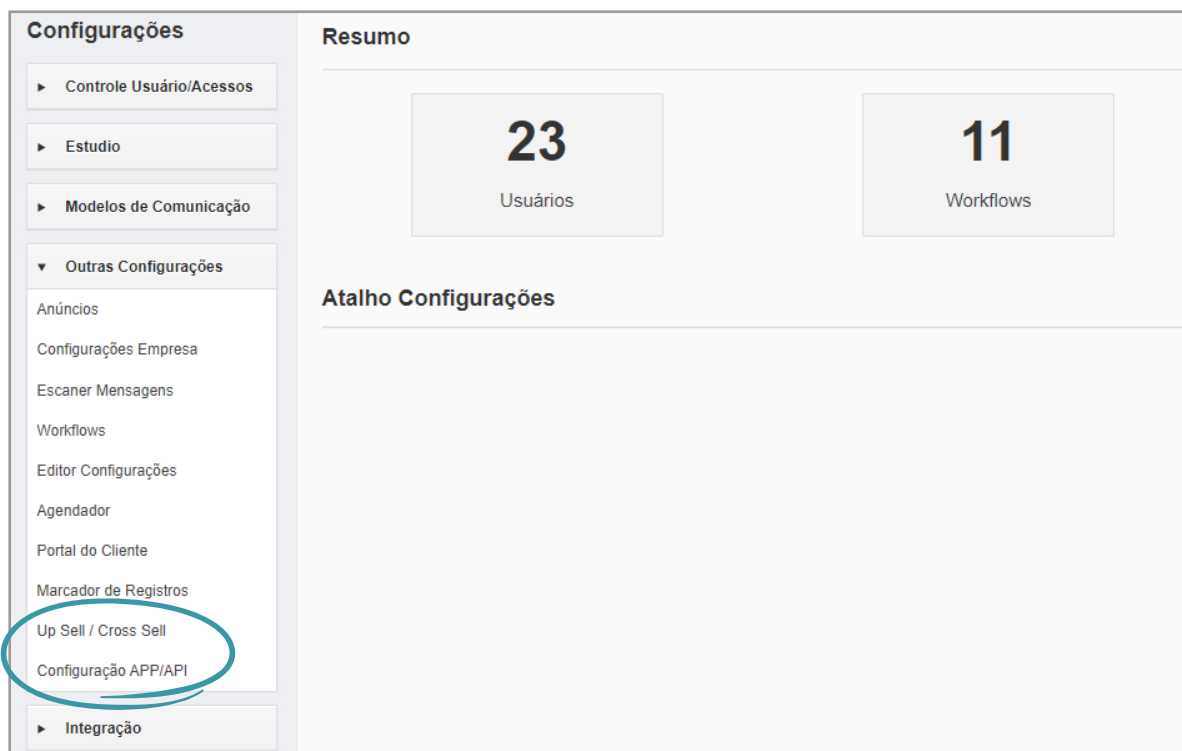 Configurações
Controle Usuário/Acessos
Estudio
Modelos de Comunicação
Outras Configurações
Anúncios
Configurações Empresa
Escaner Mensagens
Workflows
Editor Configurações
Agendador
Portal do Cliente
Marcador de Registros
Up Sell / Cross Sell
Configuração APP/API
Integração
Resumo
23
Usuários
11
Workflows
Atalho Configurações